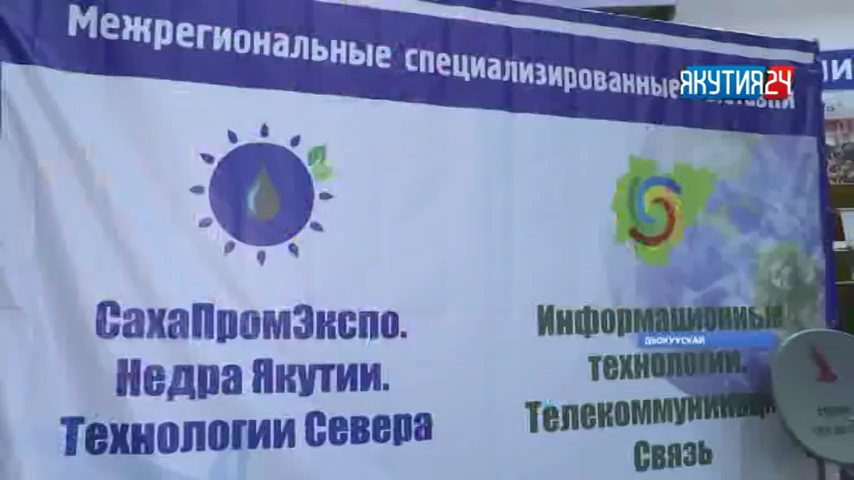 Межрегиональные специализированные
ЯКУТИЯ24
СахаПромЭкспо.
Недра Якутии.
Технологии Севера
Информационные
технологии.
Связь